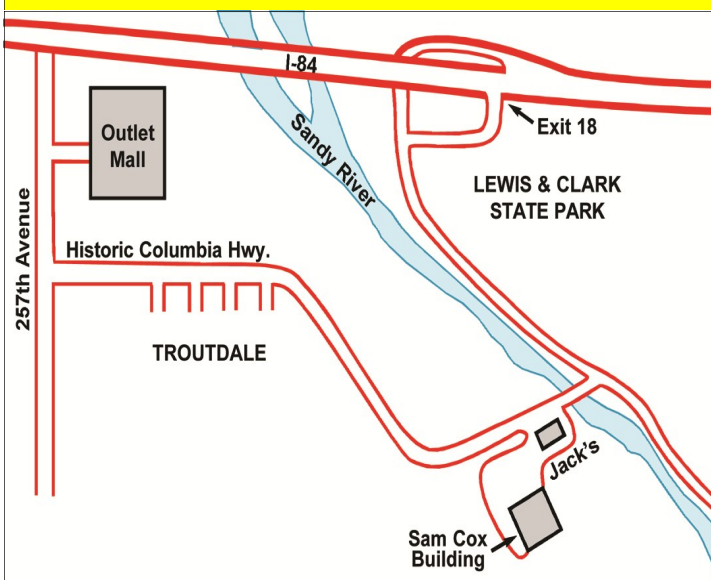 I-84
Outlet
Mall
Sandy River
Exit 18
LEWIS & CLARK
STATE PARK
257th Avenue
Historic Columbia Hwy.
TROUTDALE
Jack's
Sam Cox
Building